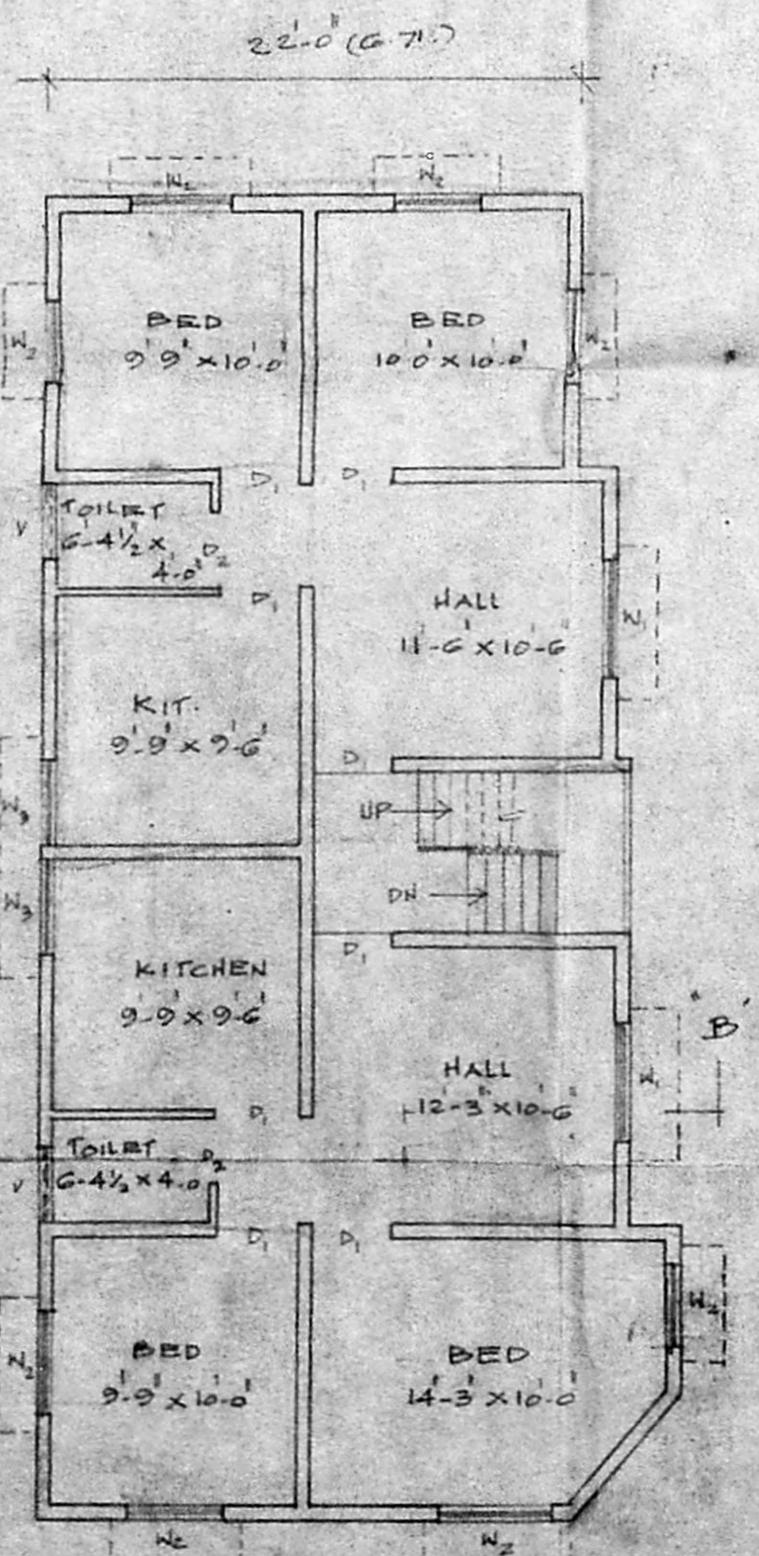 22'-0" (6.71)
W2
W2
BED
9'9" x 10'-0"
BED
10'0" x 10'-0"
W2
W2
D1
D1
V
TOILET
6'-4½" x
4'-0"
D2
D1
HALL
11'-6" x 10'-6"
W1
KIT.
9'-9" x 9'-6"
D1
UP
W3
W3
DN
D1
KITCHEN
9'-9" x 9'-6"
"B"
HALL
12'-3" x 10'-6"
W1
D1
TOILET
D2
V
6'-4½ x 4'-0
D1
D1
W2
BED
9'-9" x 10'-0"
BED
14'-3" x 10'-0"
W2
W2
W2